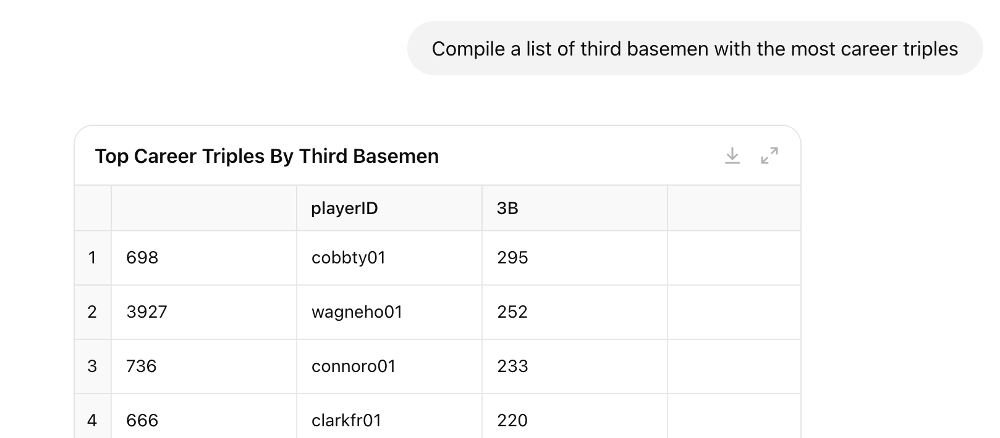 Compile a list of third basemen with the most career triples
Top Career Triples By Third Basemen
playerID 3B
1 698 cobbty01 295
2 3927 wagneho01 252
3 736 connoro01 233
4 666 clarkfr01 220